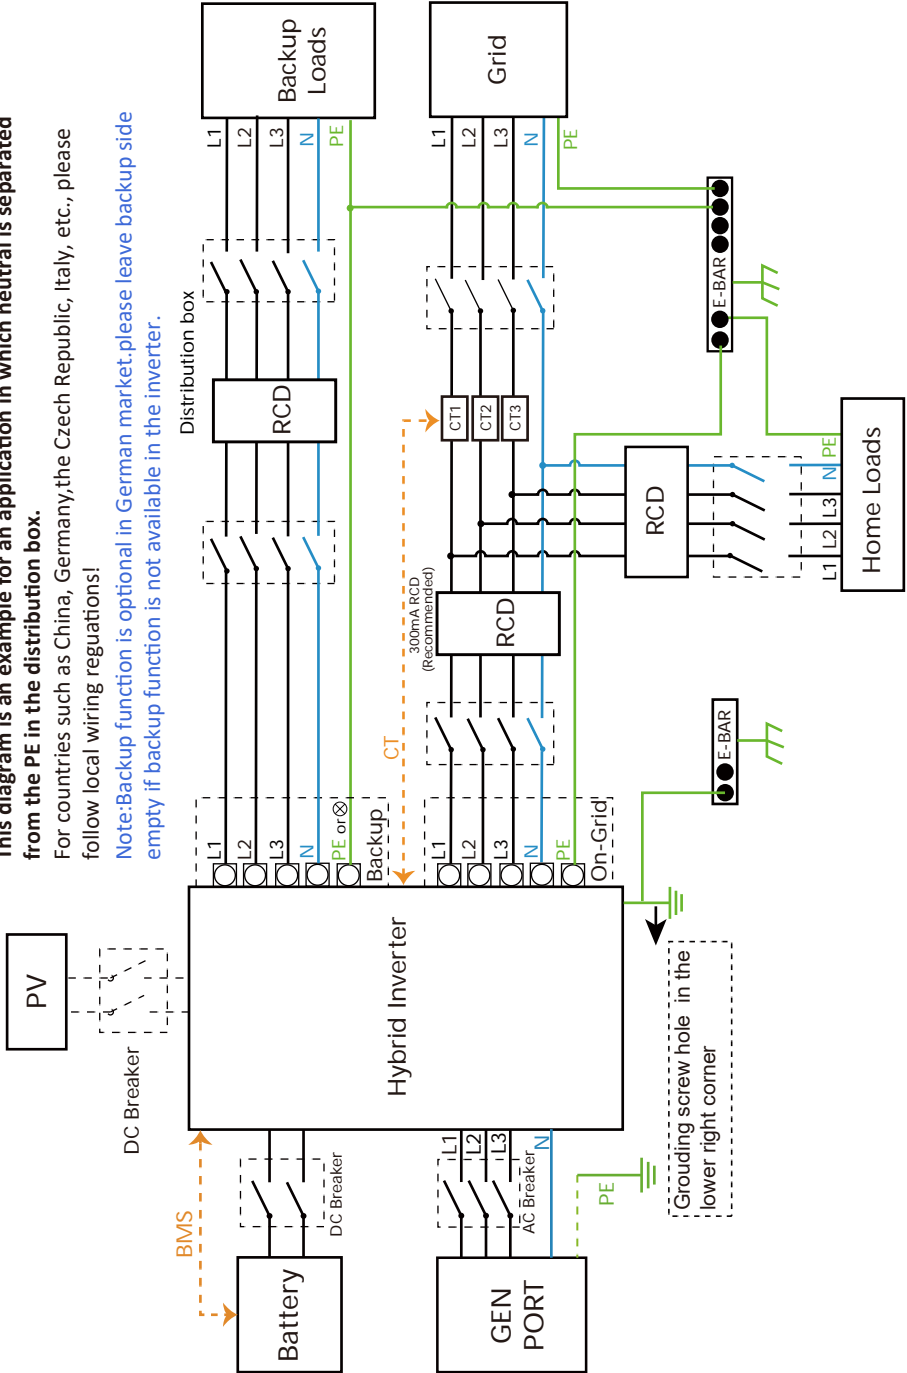 This diagram is an example for an application in which neutral is separated
from the PE in the distribution box.
For countries such as China, Germany,the Czech Republic, Italy, etc., please
follow local wiring reguations!
Note:Backup function is optional in German market.please leave backup side
empty if backup function is not available in the inverter.
PV
DC Breaker
BMS
Battery
DC Breaker
Hybrid Inverter
GEN
PORT
AC Breaker
L1
L2
L3
N
PE
Grouding screw hole in the
lower right corner
L1
L2
L3
N
PE or
Backup
CT
L1
L2
L3
N
PE
On-Grid
Distribution box
RCD
L1
L2
L3
N
PE
Backup
Loads
300mA RCD
(Recommended)
RCD
CT1
CT2
CT3
L1
L2
L3
N
PE
Grid
RCD
L1
L2
L3
N
PE
Home Loads
E-BAR
E-BAR